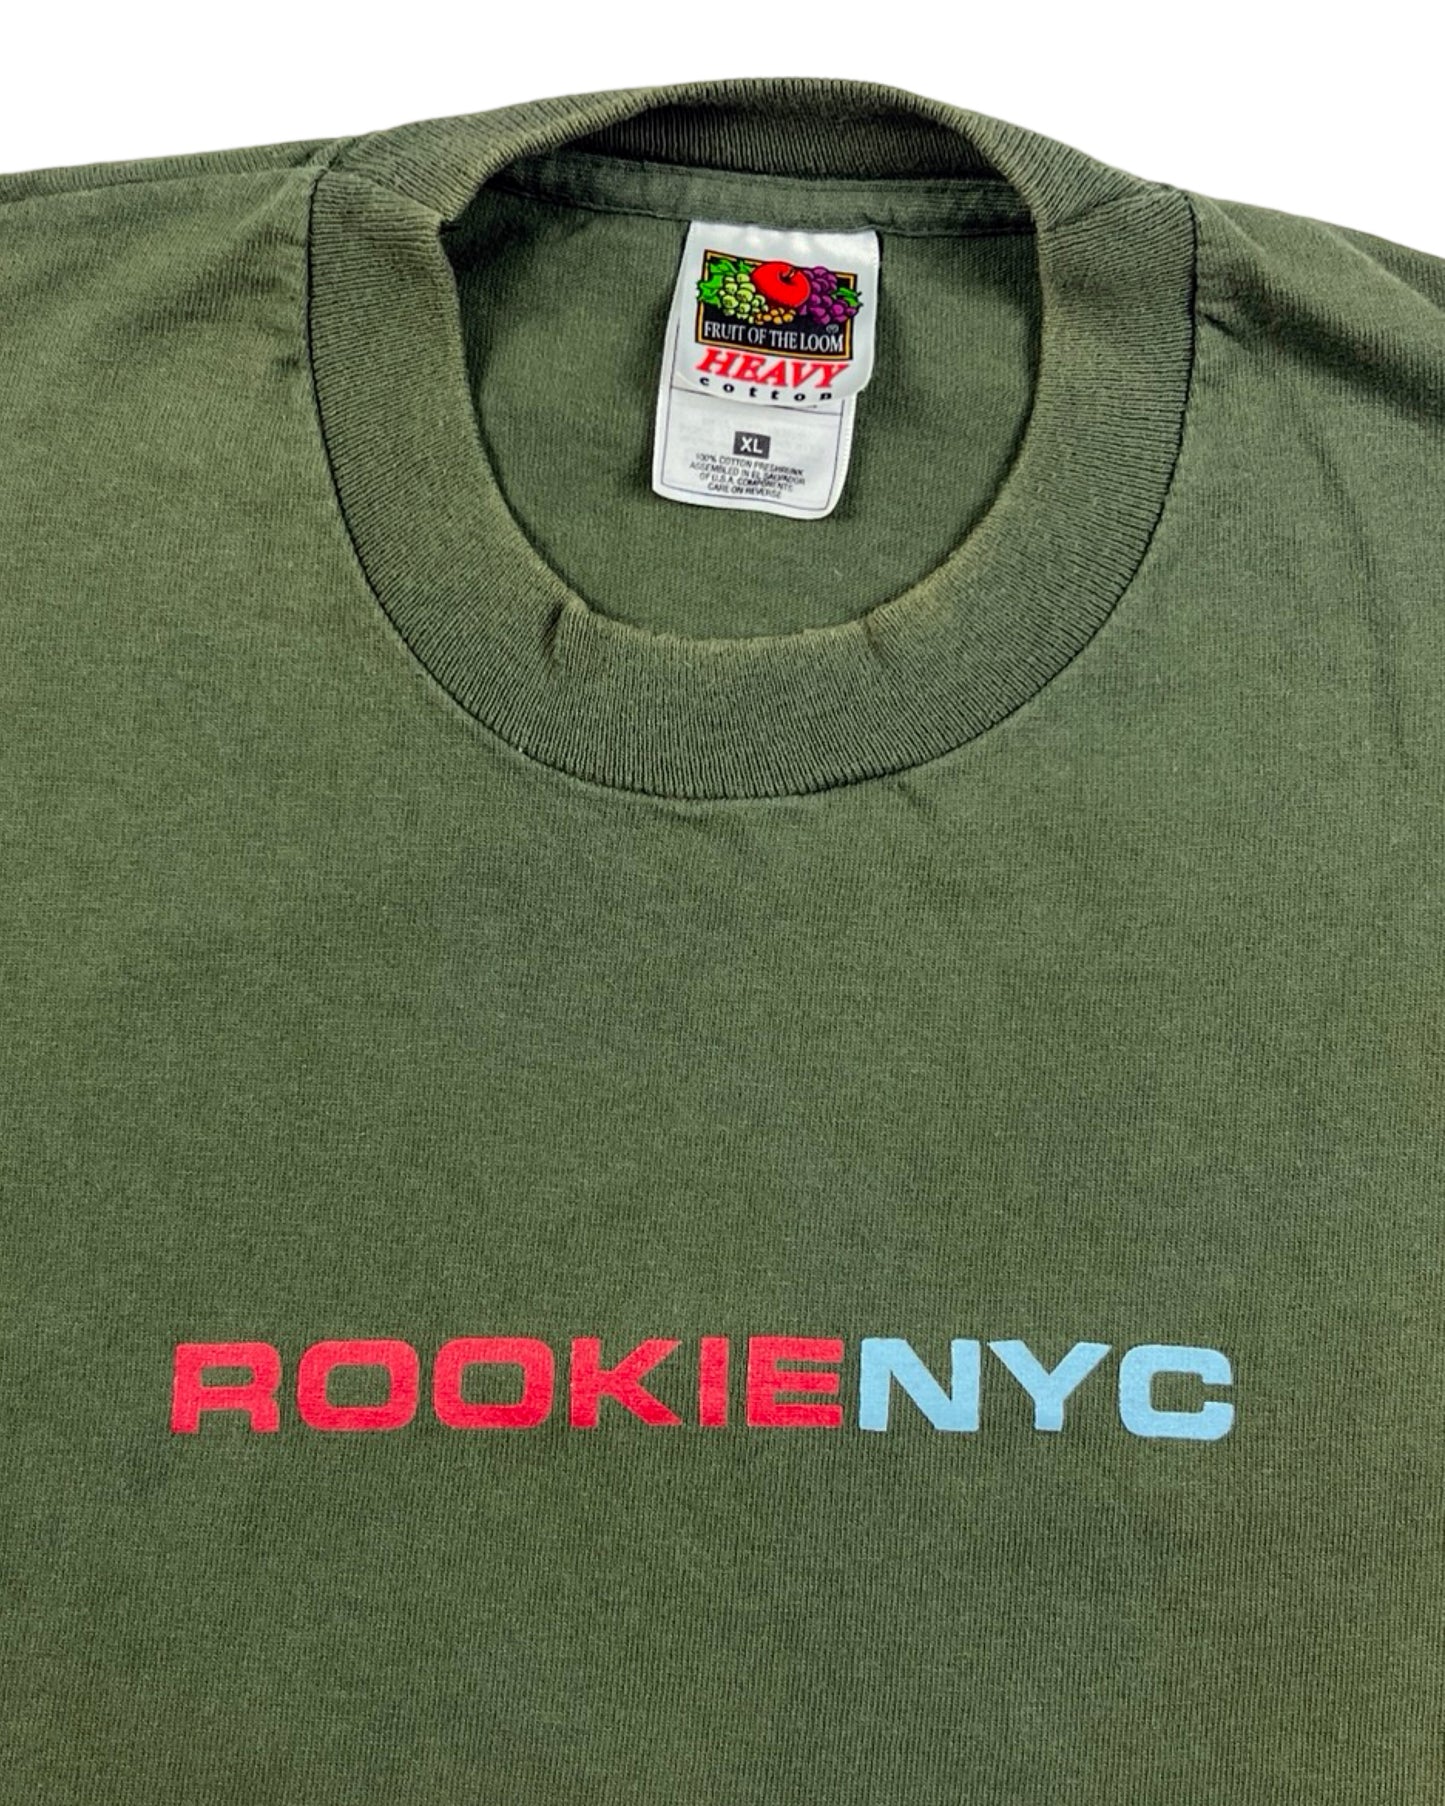 FRUIT OF THE LOOM
HEAVY
cotton
XL
100% COTTON PRESHRUNK
ASSEMBLED IN EL SALVADOR
OF U.S.A. COMPONENTS
CARE ON REVERSE
ROOKIENYC